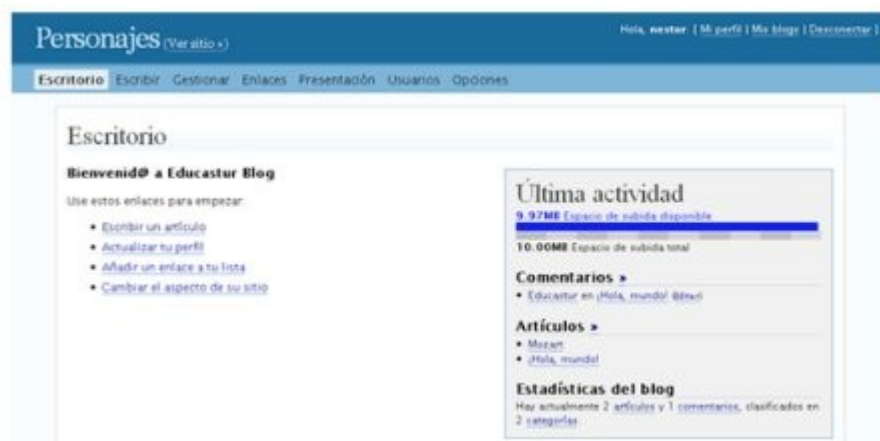 Personajes (Ver sitio »)
Hola, nestor. [ Mi perfil | Mis blogs | Desconectar ]
Escritorio Escribir Gestionar Enlaces Presentación Usuarios Opciones
Escritorio
Bienvenid@ a Educastur Blog
Use estos enlaces para empezar:
• Escribir un artículo
• Actualizar tu perfil
• Añadir un enlace a tu lista
• Cambiar el aspecto de su sitio
Última actividad
9.97MB Espacio de subida disponible
10.00MB Espacio de subida total
Comentarios »
• Educastur en ¡Hola, mundo!
Artículos »
• Mozart
• ¡Hola, mundo!
Estadísticas del blog
Hay actualmente 2 artículos y 1 comentarios, clasificados en
2 categorías